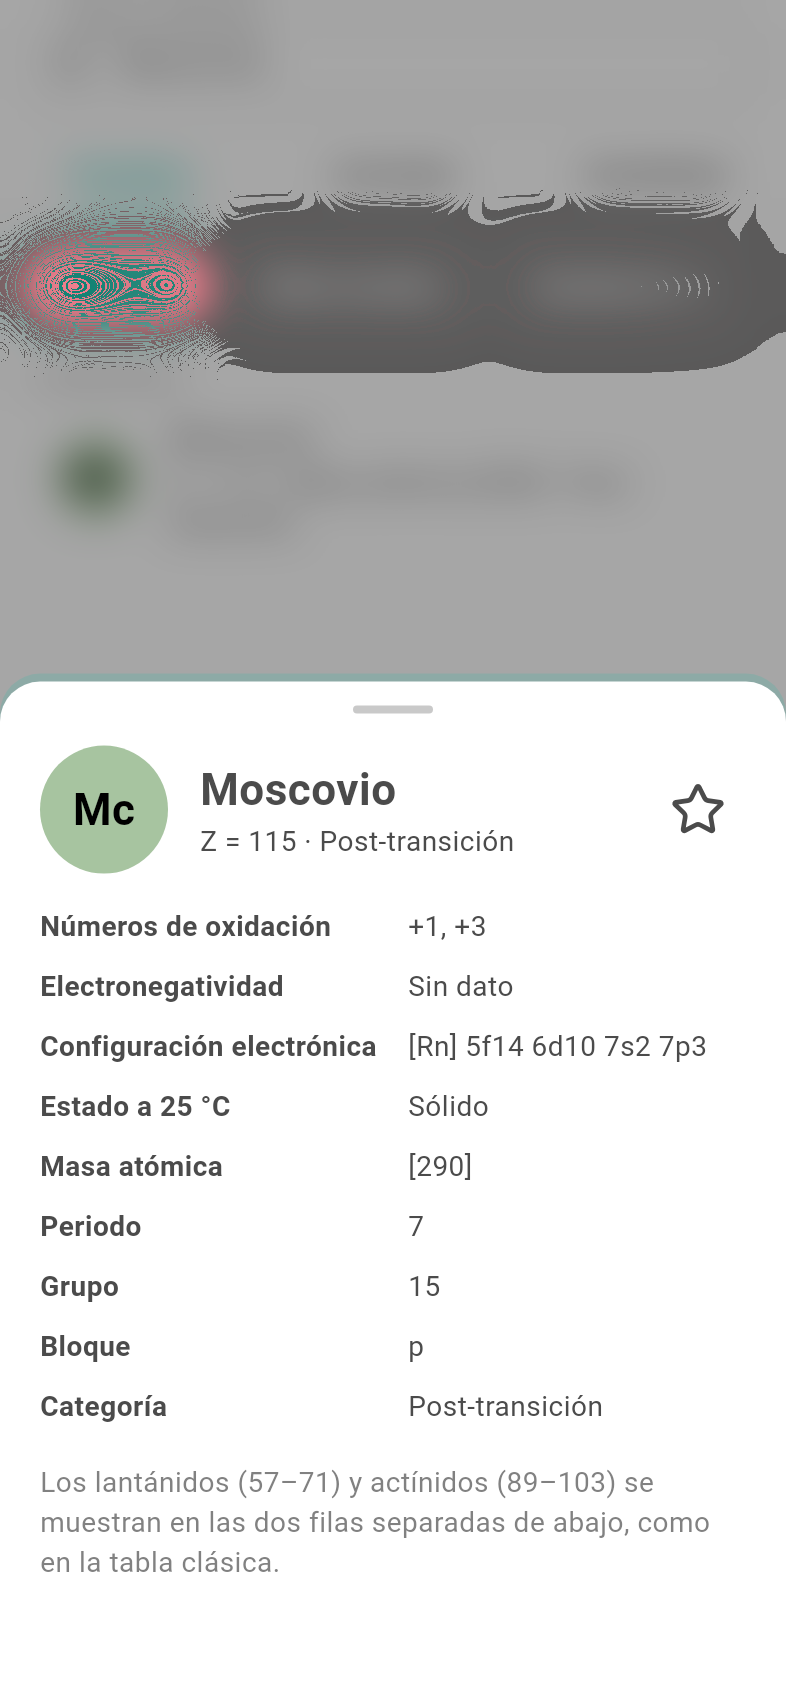 Mc
Moscovio
Z = 115 · Post-transición
Números de oxidación +1, +3
Electronegatividad Sin dato
Configuración electrónica [Rn] 5f14 6d10 7s2 7p3
Estado a 25 °C Sólido
Masa atómica [290]
Periodo 7
Grupo 15
Bloque p
Categoría Post-transición
Los lantánidos (57–71) y actínidos (89–103) se
muestran en las dos filas separadas de abajo, como
en la tabla clásica.